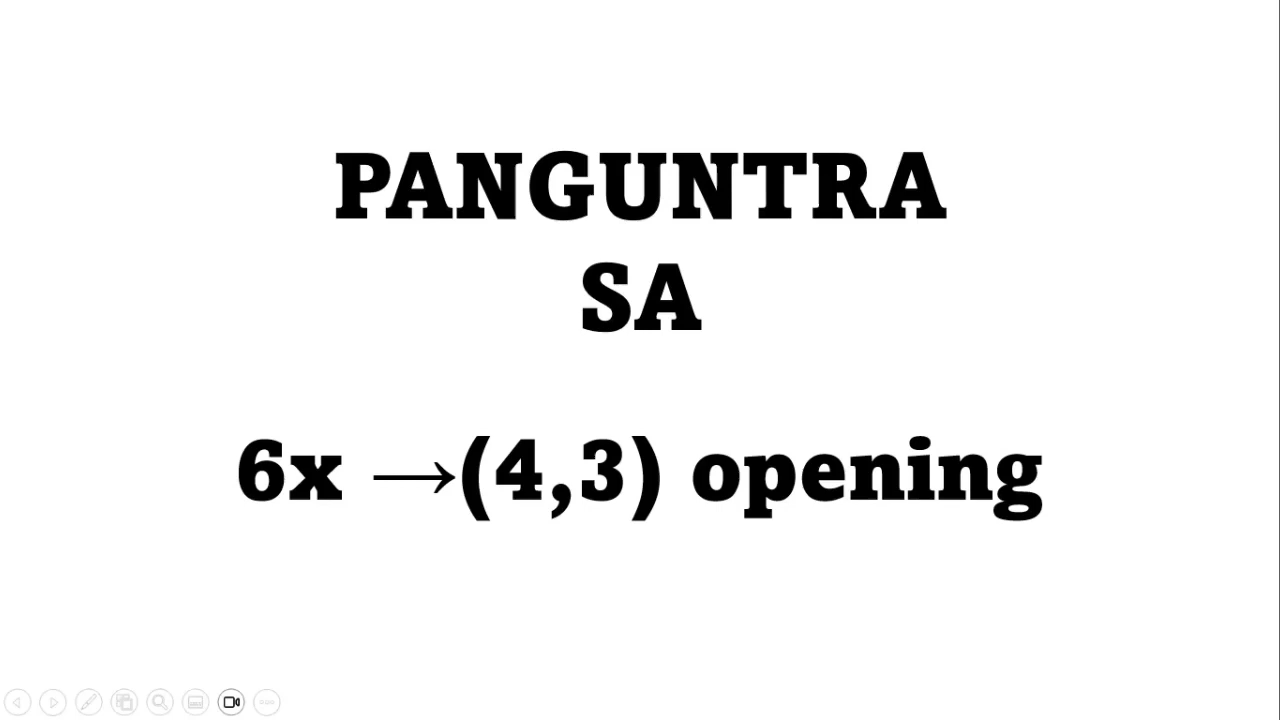 PANGUNTRA
SA
6x →(4,3) opening